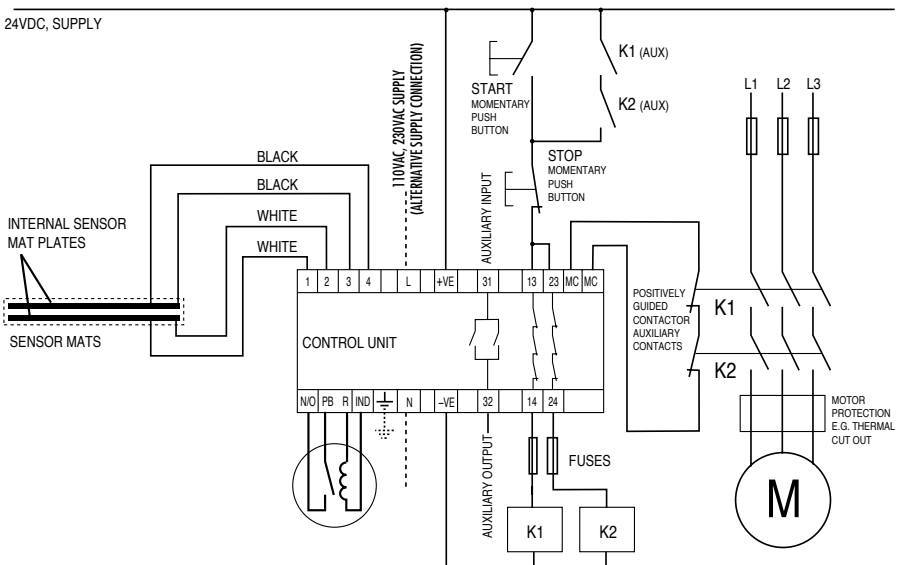 24VDC, SUPPLY
110VAC, 230VAC SUPPLY
(ALTERNATIVE SUPPLY CONNECTION)
START
MOMENTARY
PUSH
BUTTON
K1 (AUX)
K2 (AUX)
STOP
MOMENTARY
PUSH
BUTTON
AUXILIARY INPUT
L1 L2 L3
BLACK
BLACK
WHITE
WHITE
INTERNAL SENSOR
MAT PLATES
SENSOR MATS
1 2 3 4 L +VE 31 13 23 MC MC
CONTROL UNIT
N/O PB R IND N –VE 32 14 24
POSITIVELY
GUIDED
CONTACTOR
AUXILIARY
CONTACTS
K1
K2
MOTOR
PROTECTION
E.G. THERMAL
CUT OUT
AUXILIARY OUTPUT
FUSES
K1
K2
M